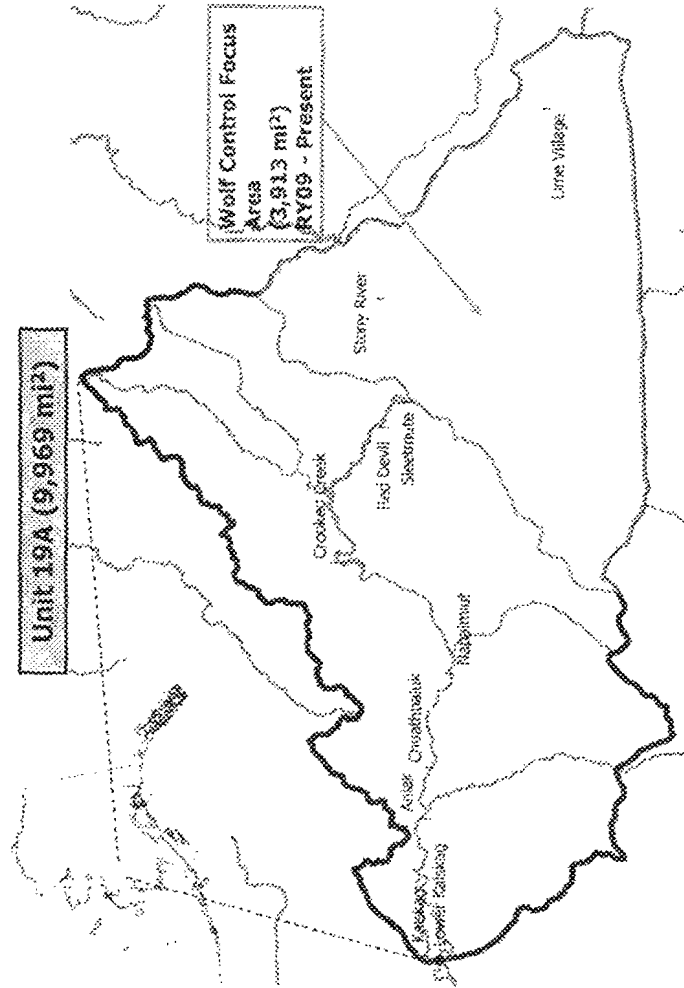 Unit 19A (9,969 mi²)
Wolf Control Focus
Area
(3,913 mi²)
RY09 - Present
Lime Village
Stony River
Crooked Creek
Red Devil
Sleetmute
Napaimiut
Chuathbaluk
Aniak
Kalskag
Lower Kalskag